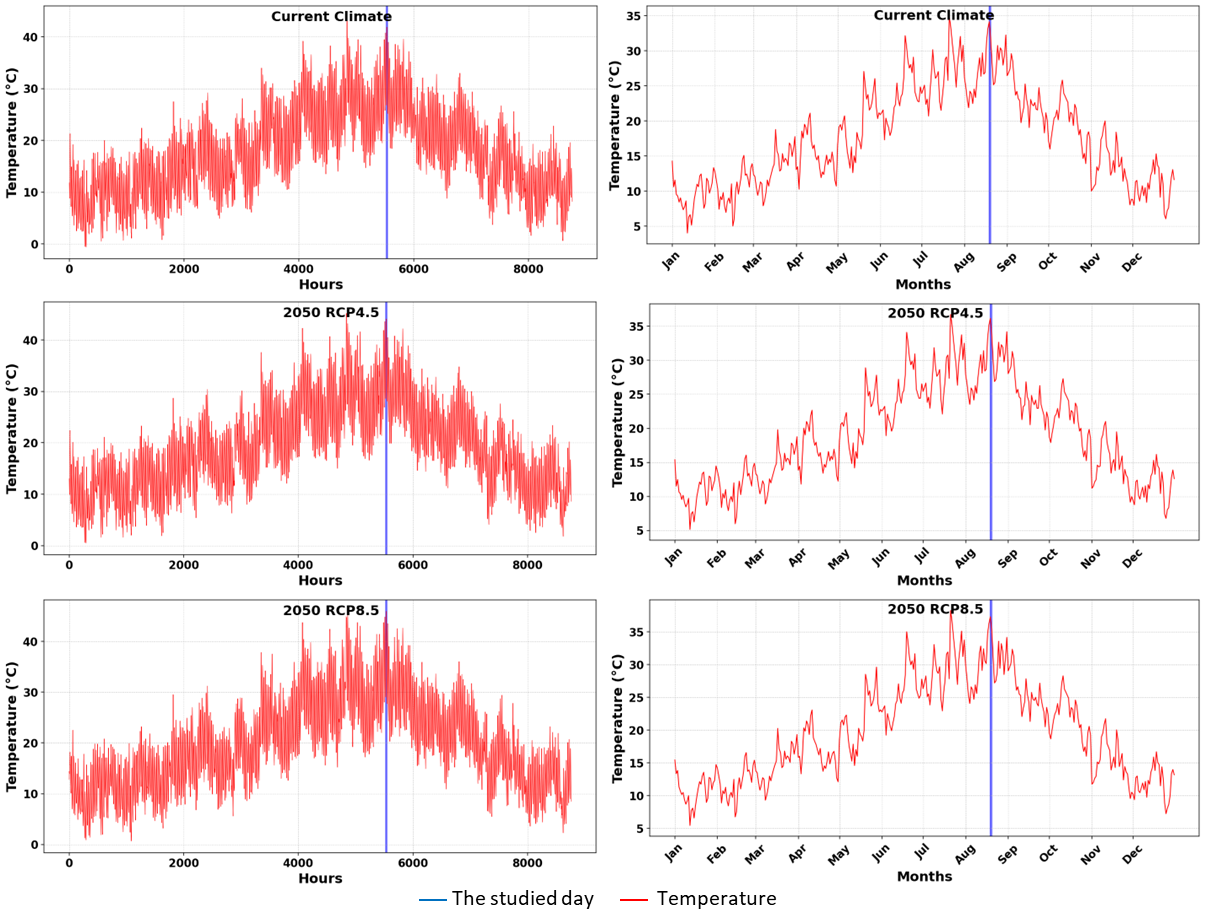 Current Climate
Temperature (°C)
40
30
20
10
0
0 2000 4000 6000 8000
Hours
Current Climate
Temperature (°C)
35
30
25
20
15
10
5
Jan Feb Mar Apr May Jun Jul Aug Sep Oct Nov Dec
Months
2050 RCP4.5
Temperature (°C)
40
30
20
10
0
0 2000 4000 6000 8000
Hours
2050 RCP4.5
Temperature (°C)
35
30
25
20
15
10
5
Jan Feb Mar Apr May Jun Jul Aug Sep Oct Nov Dec
Months
2050 RCP8.5
Temperature (°C)
40
30
20
10
0
0 2000 4000 6000 8000
Hours
2050 RCP8.5
Temperature (°C)
35
30
25
20
15
10
5
Jan Feb Mar Apr May Jun Jul Aug Sep Oct Nov Dec
Months
The studied day Temperature